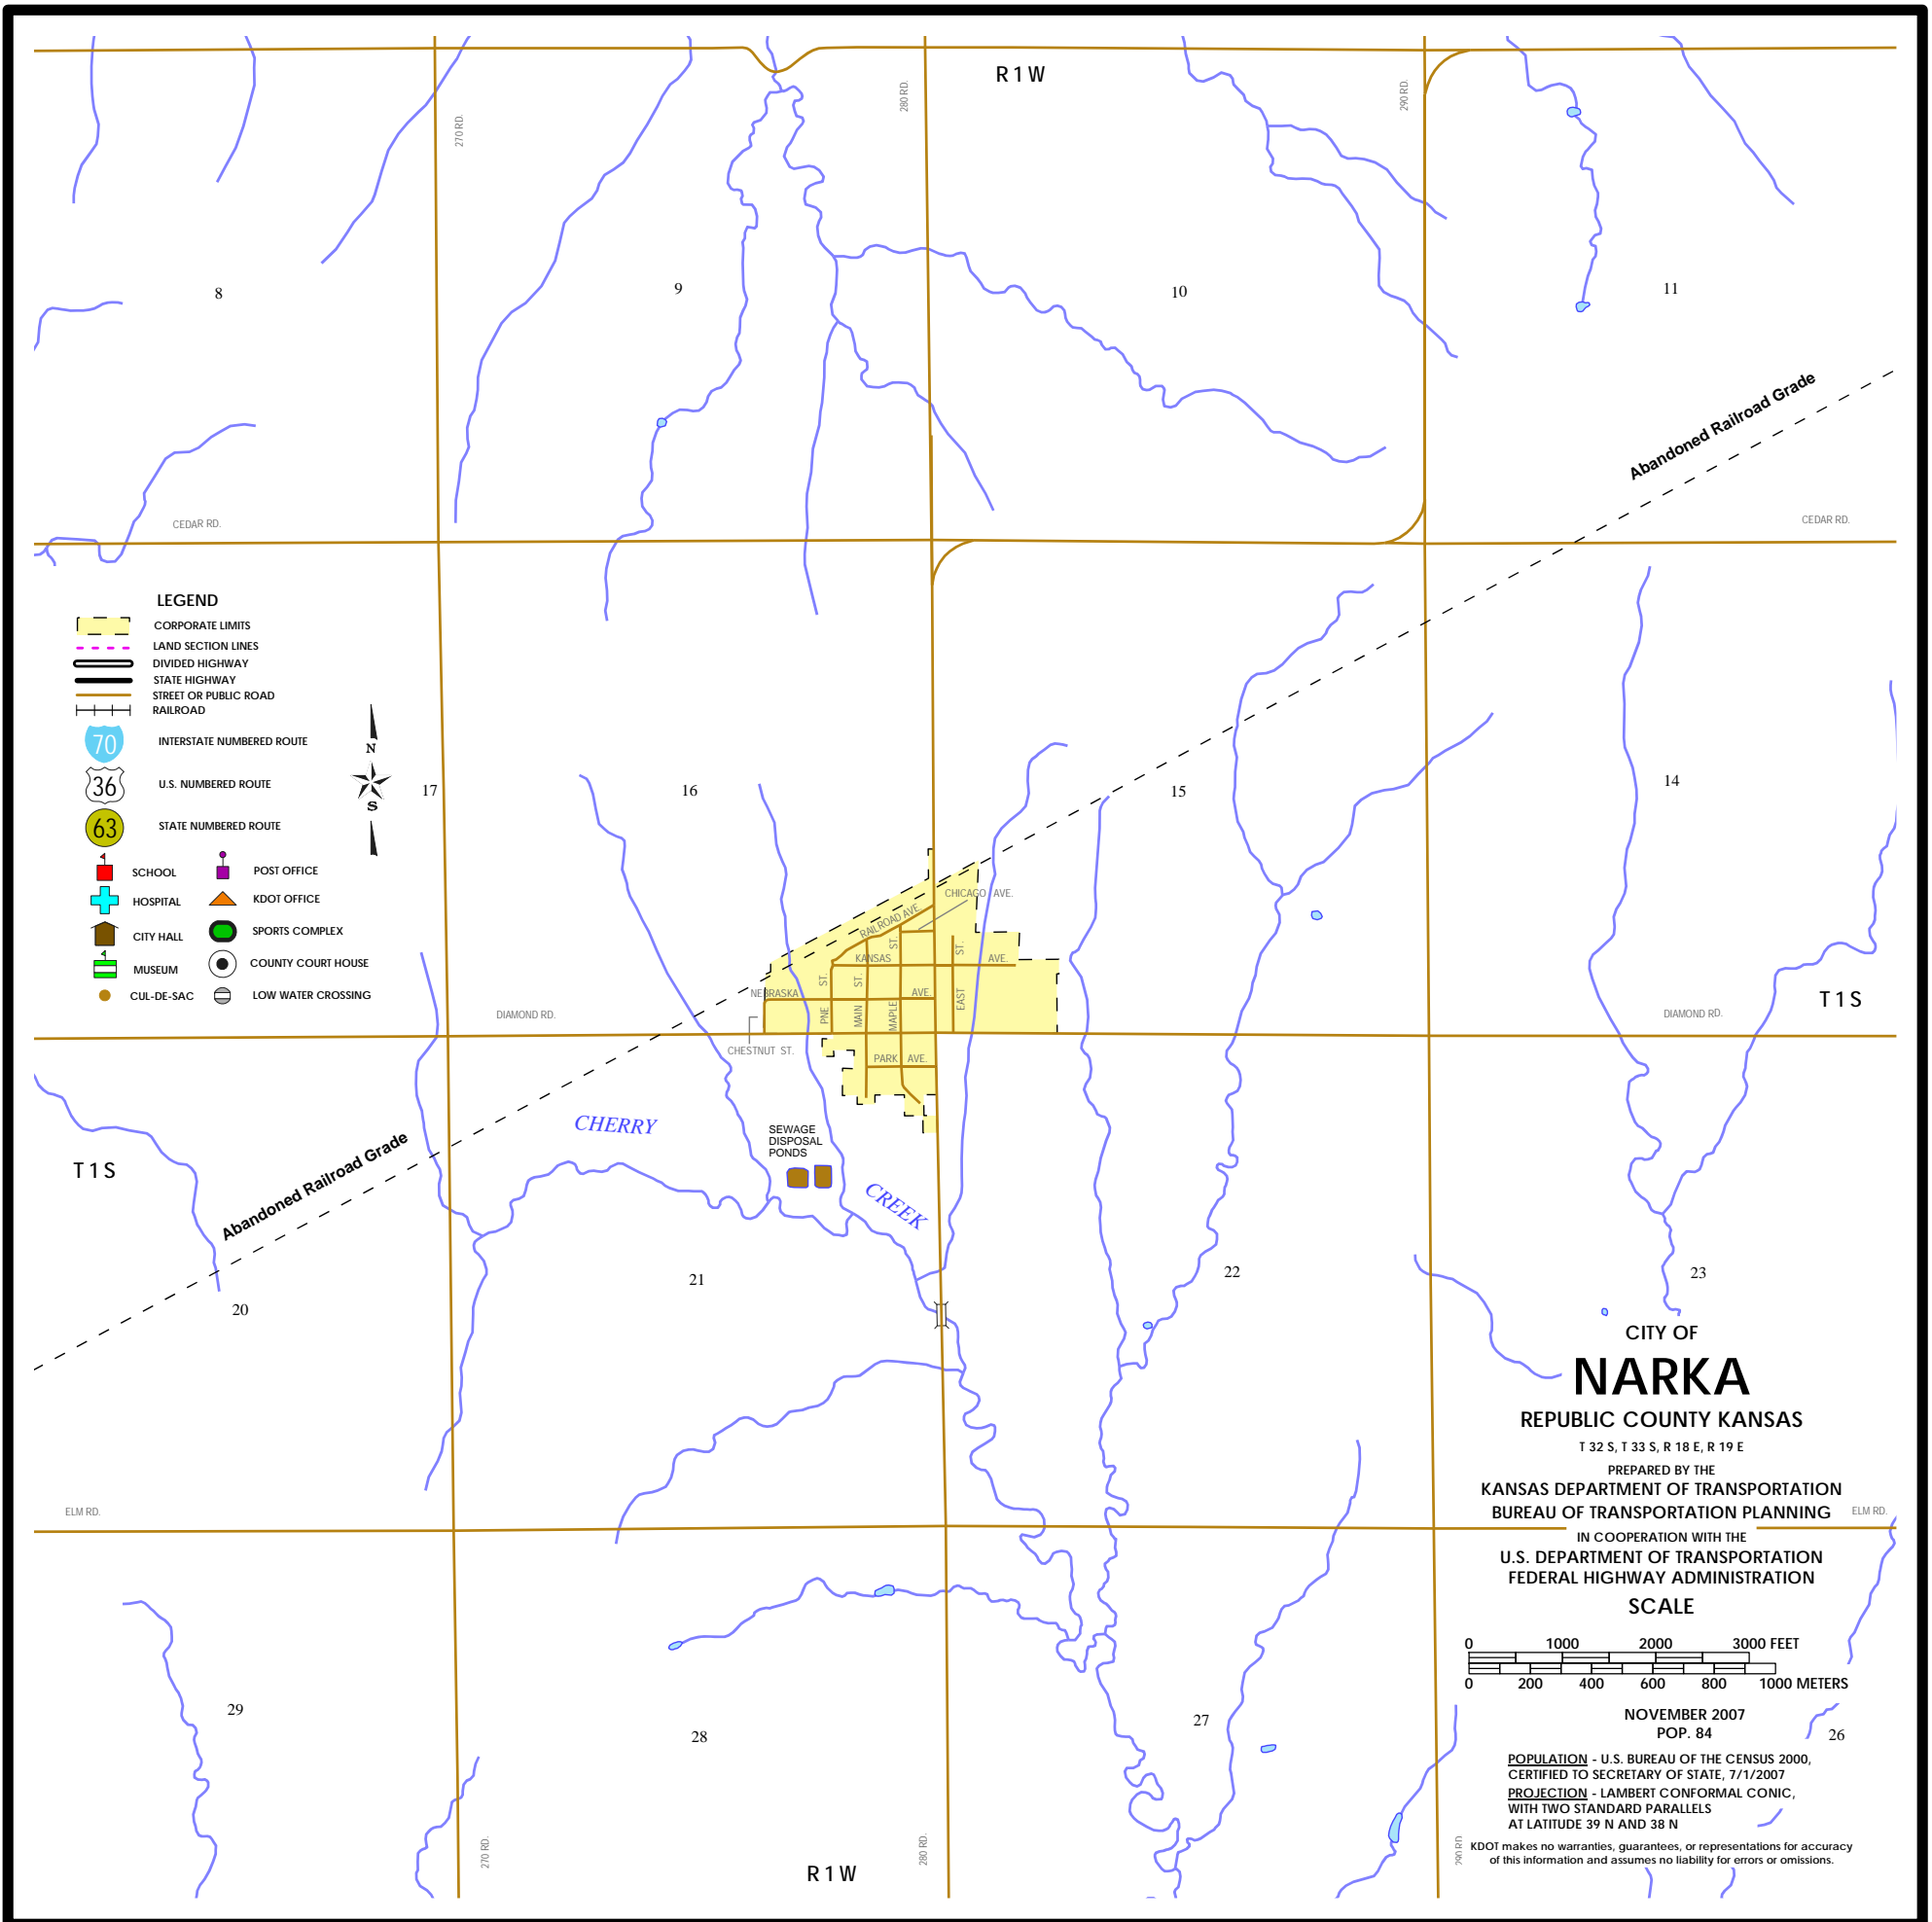 R 1 W
270 RD.
280 RD.
290 RD.
8
9
10
11
Abandoned Railroad Grade
CEDAR RD.
CEDAR RD.
LEGEND
CORPORATE LIMITS
LAND SECTION LINES
DIVIDED HIGHWAY
STATE HIGHWAY
STREET OR PUBLIC ROAD
RAILROAD
70
INTERSTATE NUMBERED ROUTE
36
U.S. NUMBERED ROUTE
63
STATE NUMBERED ROUTE
SCHOOL
POST OFFICE
HOSPITAL
KDOT OFFICE
CITY HALL
SPORTS COMPLEX
MUSEUM
COUNTY COURT HOUSE
CUL-DE-SAC
LOW WATER CROSSING
N
S
17
16
15
14
CHICAGO AVE.
RAILROAD AVE
KANSAS AVE.
NEBRASKA AVE.
PNE ST.
MAIN ST.
MAPLE ST.
EAST ST.
DIAMOND RD.
DIAMOND RD.
T 1 S
CHESTNUT ST.
PARK AVE.
CHERRY
CREEK
SEWAGE
DISPOSAL
PONDS
T 1 S
Abandoned Railroad Grade
20
21
22
23
CITY OF
NARKA
REPUBLIC COUNTY KANSAS
T 32 S, T 33 S, R 18 E, R 19 E
PREPARED BY THE
KANSAS DEPARTMENT OF TRANSPORTATION
BUREAU OF TRANSPORTATION PLANNING
IN COOPERATION WITH THE
U.S. DEPARTMENT OF TRANSPORTATION
FEDERAL HIGHWAY ADMINISTRATION
ELM RD.
ELM RD.
SCALE
0 1000 2000 3000 FEET
0 200 400 600 800 1000 METERS
NOVEMBER 2007
POP. 84
POPULATION - U.S. BUREAU OF THE CENSUS 2000,
CERTIFIED TO SECRETARY OF STATE, 7/1/2007
PROJECTION - LAMBERT CONFORMAL CONIC,
WITH TWO STANDARD PARALLELS
AT LATITUDE 39 N AND 38 N
KDOT makes no warranties, guarantees, or representations for accuracy
of this information and assumes no liability for errors or omissions.
29
28
27
26
270 RD.
280 RD.
290 RD
R 1 W